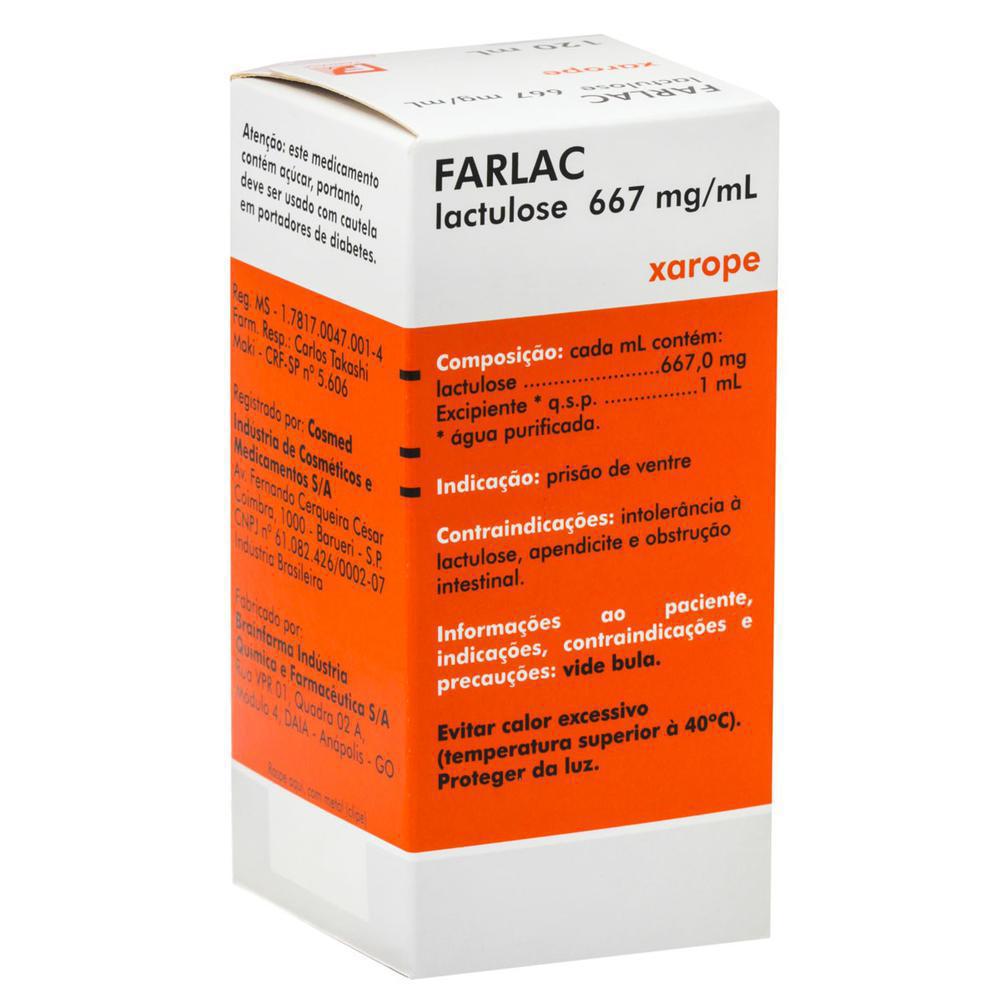 120 mL
xarope
FARLAC
lactulose 667 mg/mL
Atenção: este medicamento
contém açúcar, portanto,
deve ser usado com cautela
em portadores de diabetes.
Reg. MS - 1.7817.0047.001-4
Farm. Resp.: Carlos Takashi
Maki - CRF-SP nº 5.606
Registrado por: Cosmed
Indústria de Cosméticos e
Medicamentos S/A
Av. Fernando Cerqueira César
Coimbra, 1000 - Barueri - S.P.
CNPJ nº 61.082.426/0002-07
Indústria Brasileira
Fabricado por:
Brainfarma Indústria
Química e Farmacêutica S/A
Rua VPR 01, Quadra 02 A,
Módulo 4, DAIA - Anápolis - GO
Raspe aqui, com metal (clipe)
FARLAC
lactulose 667 mg/mL
xarope
Composição: cada mL contém:
lactulose ......................667,0 mg
Excipiente * q.s.p. ...............1 mL
* água purificada.
Indicação: prisão de ventre
Contraindicações: intolerância à
lactulose, apendicite e obstrução
intestinal.
Informações ao paciente,
indicações, contraindicações e
precauções: vide bula.
Evitar calor excessivo
(temperatura superior à 40ºC).
Proteger da luz.